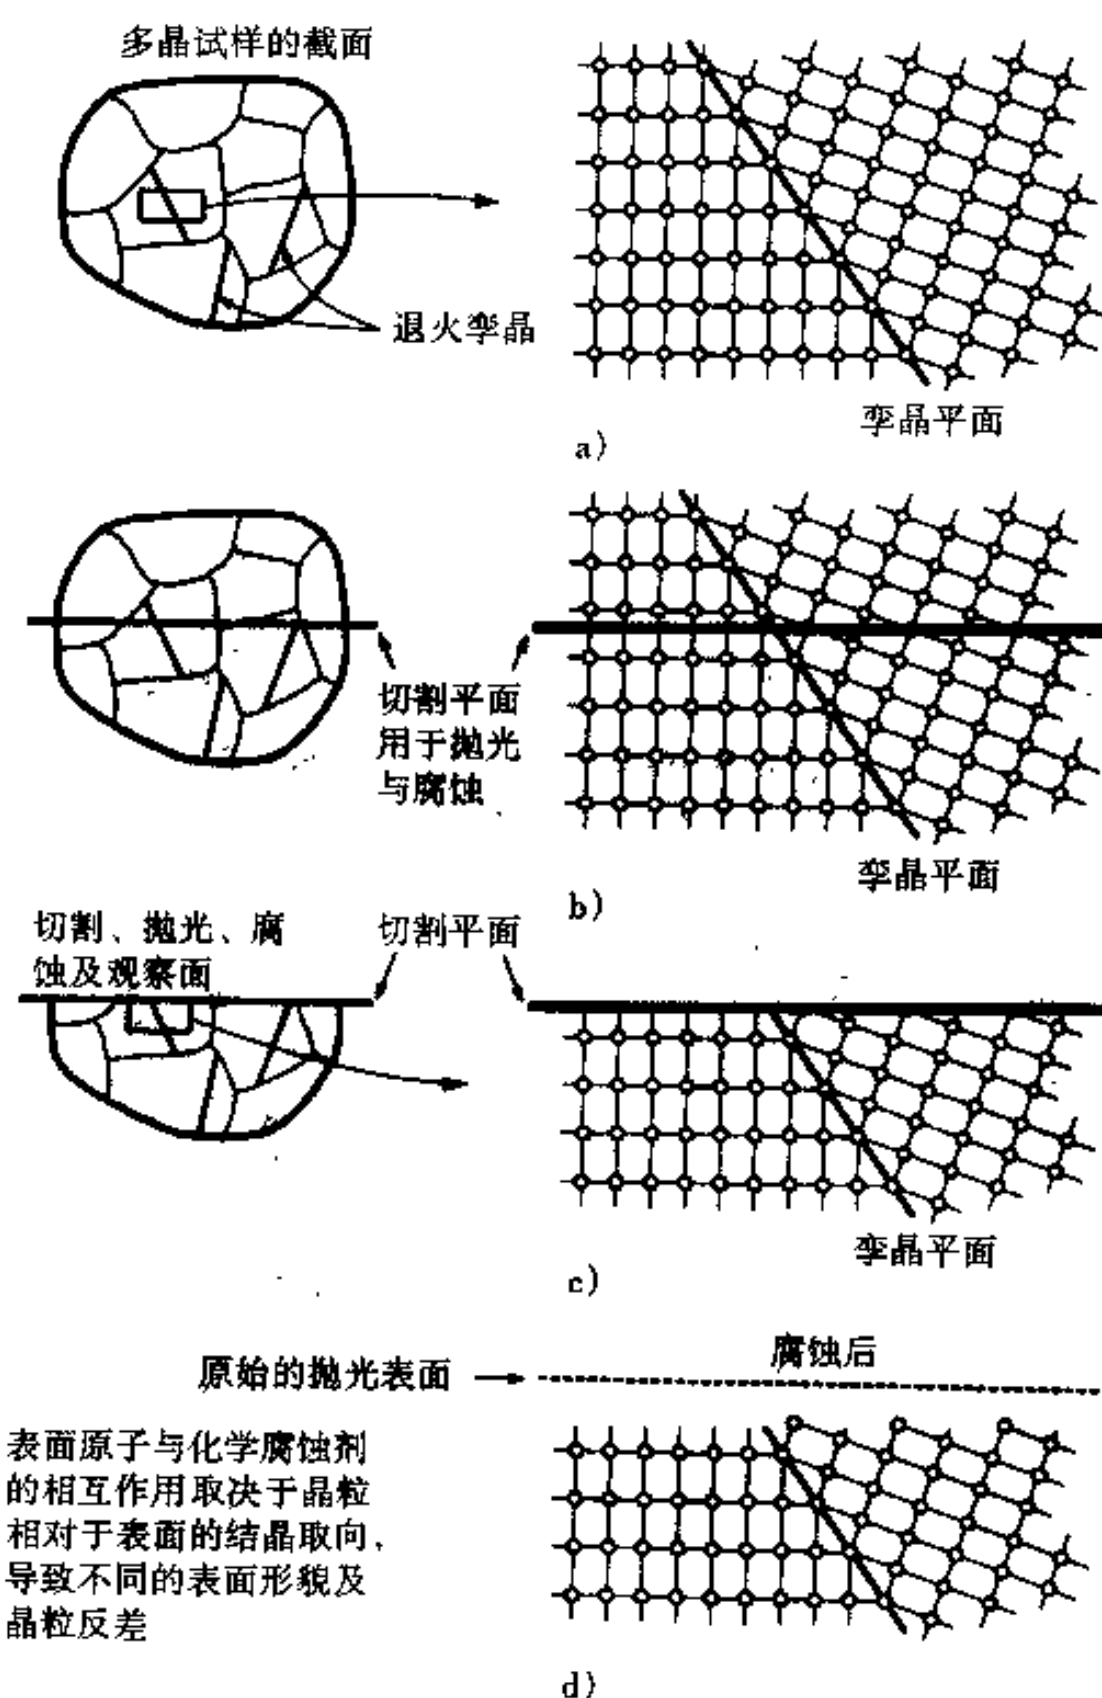 多晶试样的截面
退火孪晶
孪晶平面
a）
切割平面
用于抛光
与腐蚀
孪晶平面
b）
切割、抛光、腐
蚀及观察面
切割平面
孪晶平面
c）
腐蚀后
原始的抛光表面
表面原子与化学腐蚀剂
的相互作用取决于晶粒
相对于表面的结晶取向，
导致不同的表面形貌及
晶粒反差
d）